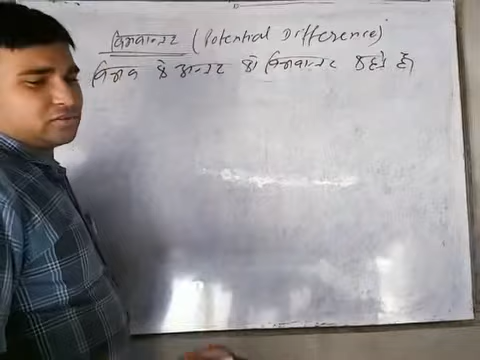 विभवान्तर (Potential Difference)
विभव के अन्तर को विभवान्तर कहते हैं।